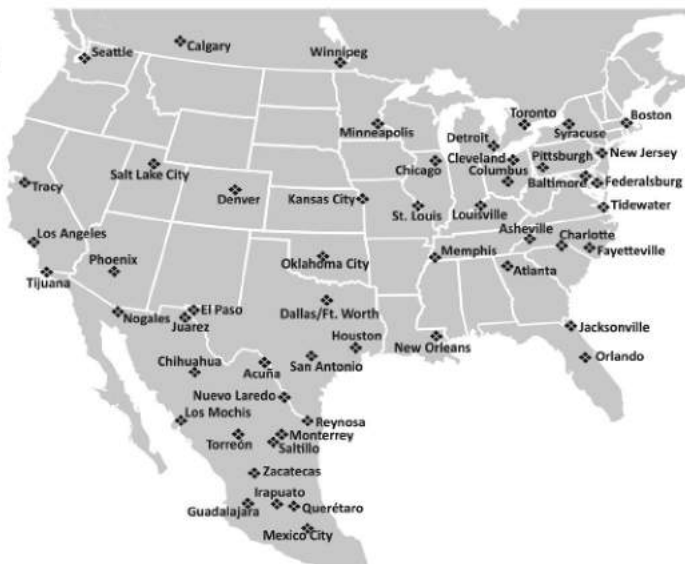 Seattle
Calgary
Winnipeg
Minneapolis
Toronto
Boston
Syracuse
Detroit
Cleveland
Pittsburgh
New Jersey
Chicago
Columbus
Salt Lake City
Tracy
Denver
Kansas City
St. Louis
Louisville
Baltimore
Federalsburg
Tidewater
Los Angeles
Asheville
Charlotte
Fayetteville
Phoenix
Oklahoma City
Memphis
Atlanta
Tijuana
Nogales
El Paso
Juarez
Dallas/Ft. Worth
Jacksonville
Houston
New Orleans
Orlando
Chihuahua
Acuña
San Antonio
Nuevo Laredo
Los Mochis
Reynosa
Torreón
Monterrey
Saltillo
Zacatecas
Irapuato
Guadalajara
Querétaro
Mexico City